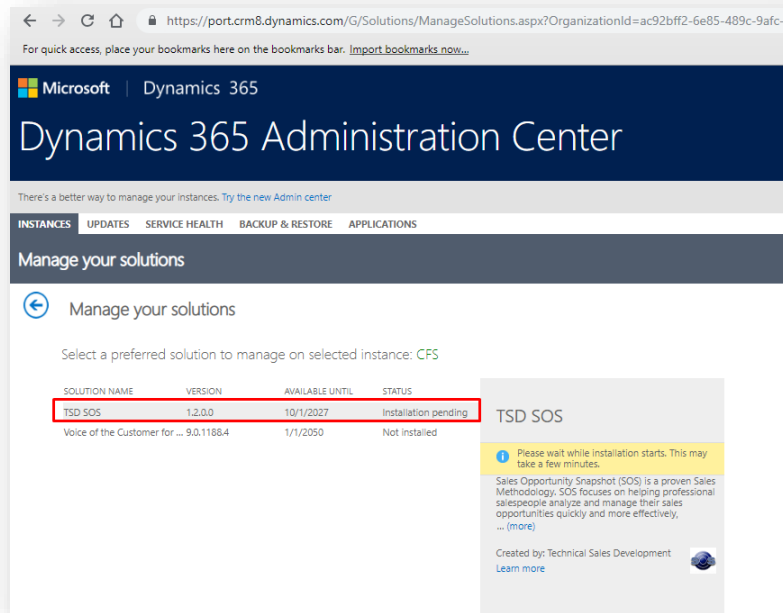 https://port.crm8.dynamics.com/G/Solutions/ManageSolutions.aspx?OrganizationId=ac92bff2-6e85-489c-9afc-
For quick access, place your bookmarks here on the bookmarks bar. Import bookmarks now...
Microsoft | Dynamics 365
Dynamics 365 Administration Center
There's a better way to manage your instances. Try the new Admin center
INSTANCES UPDATES SERVICE HEALTH BACKUP & RESTORE APPLICATIONS
Manage your solutions
Manage your solutions
Select a preferred solution to manage on selected instance: CFS
SOLUTION NAME VERSION AVAILABLE UNTIL STATUS
TSD SOS 1.2.0.0 10/1/2027 Installation pending
Voice of the Customer for ... 9.0.1188.4 1/1/2050 Not installed
TSD SOS
Please wait while installation starts. This may
take a few minutes.
Sales Opportunity Snapshot (SOS) is a proven Sales
Methodology. SOS focuses on helping professional
salespeople analyze and manage their sales
opportunities quickly and more effectively,
... (more)
Created by: Technical Sales Development
Learn more